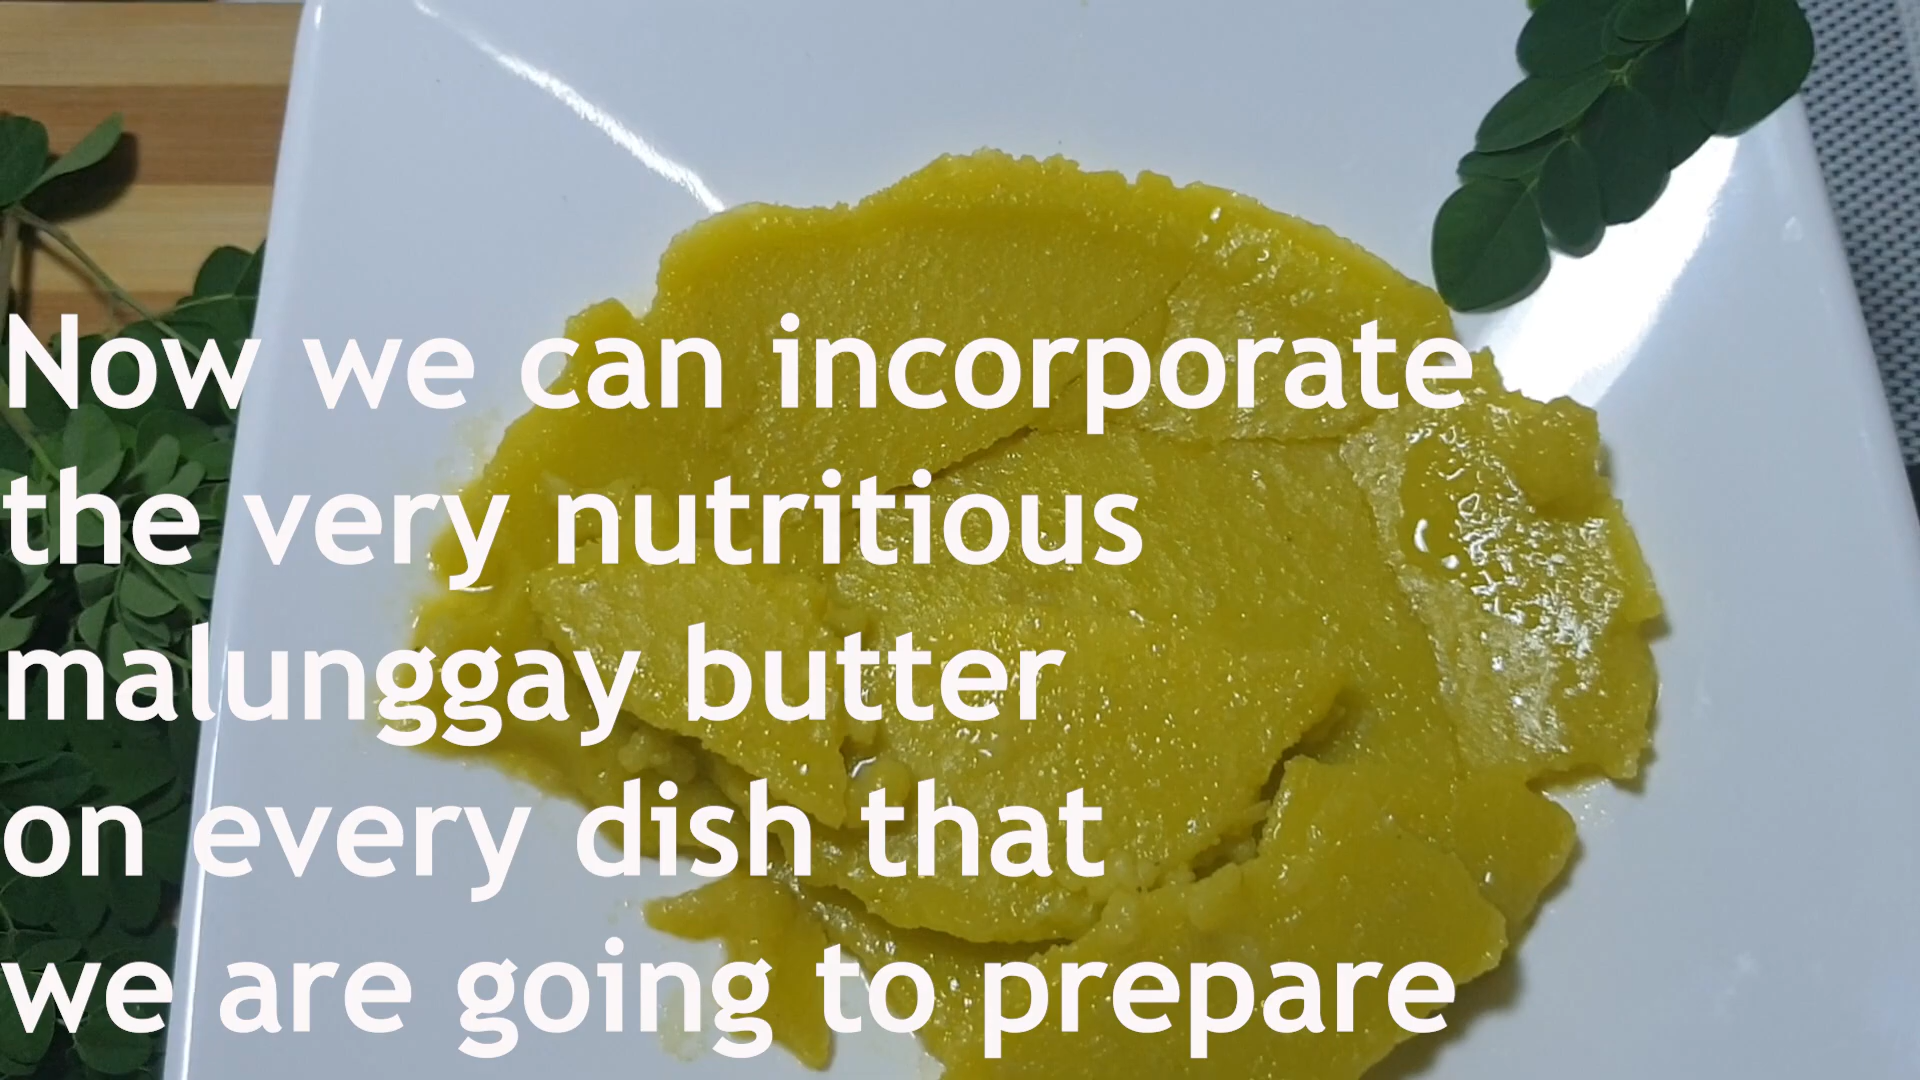 Now we can incorporate
the very nutritious
malunggay butter
on every dish that
we are going to prepare